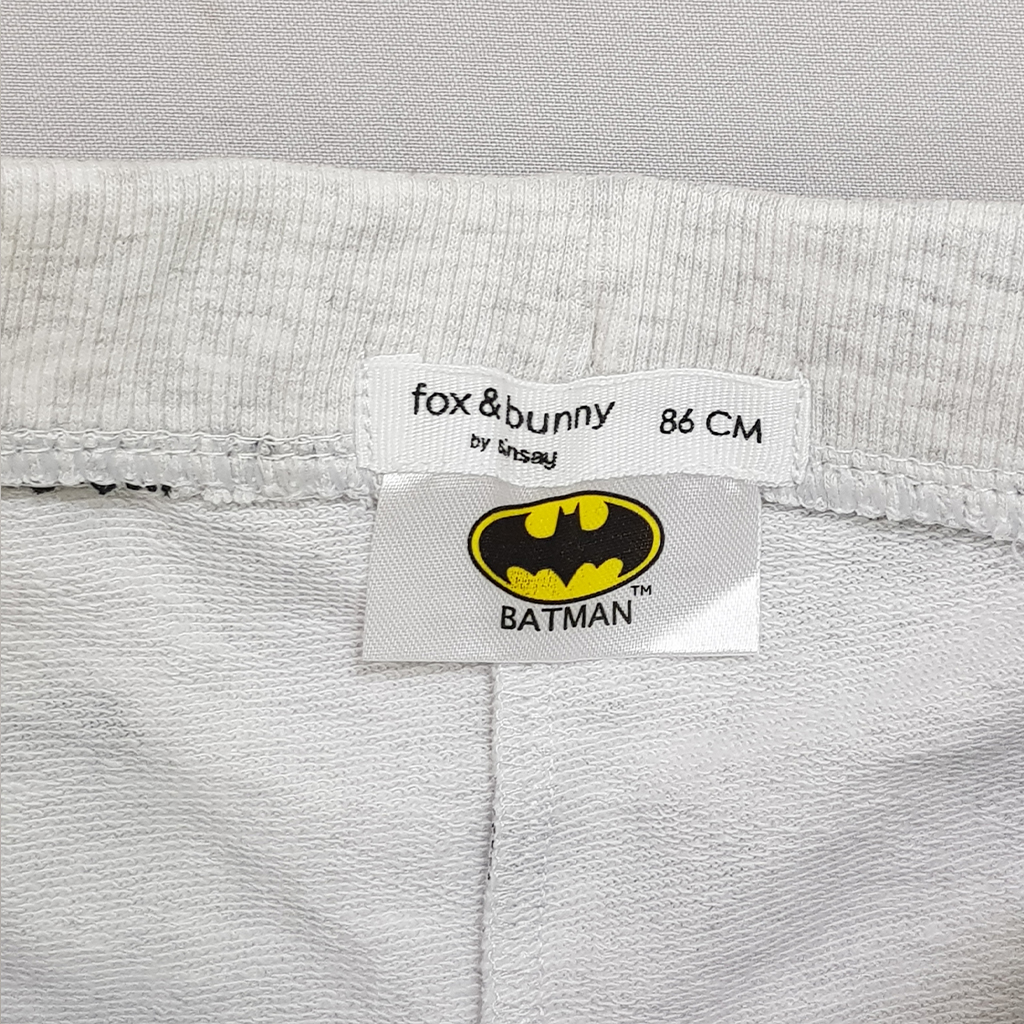 fox & bunny 86 CM
by Sinsay
BATMAN™